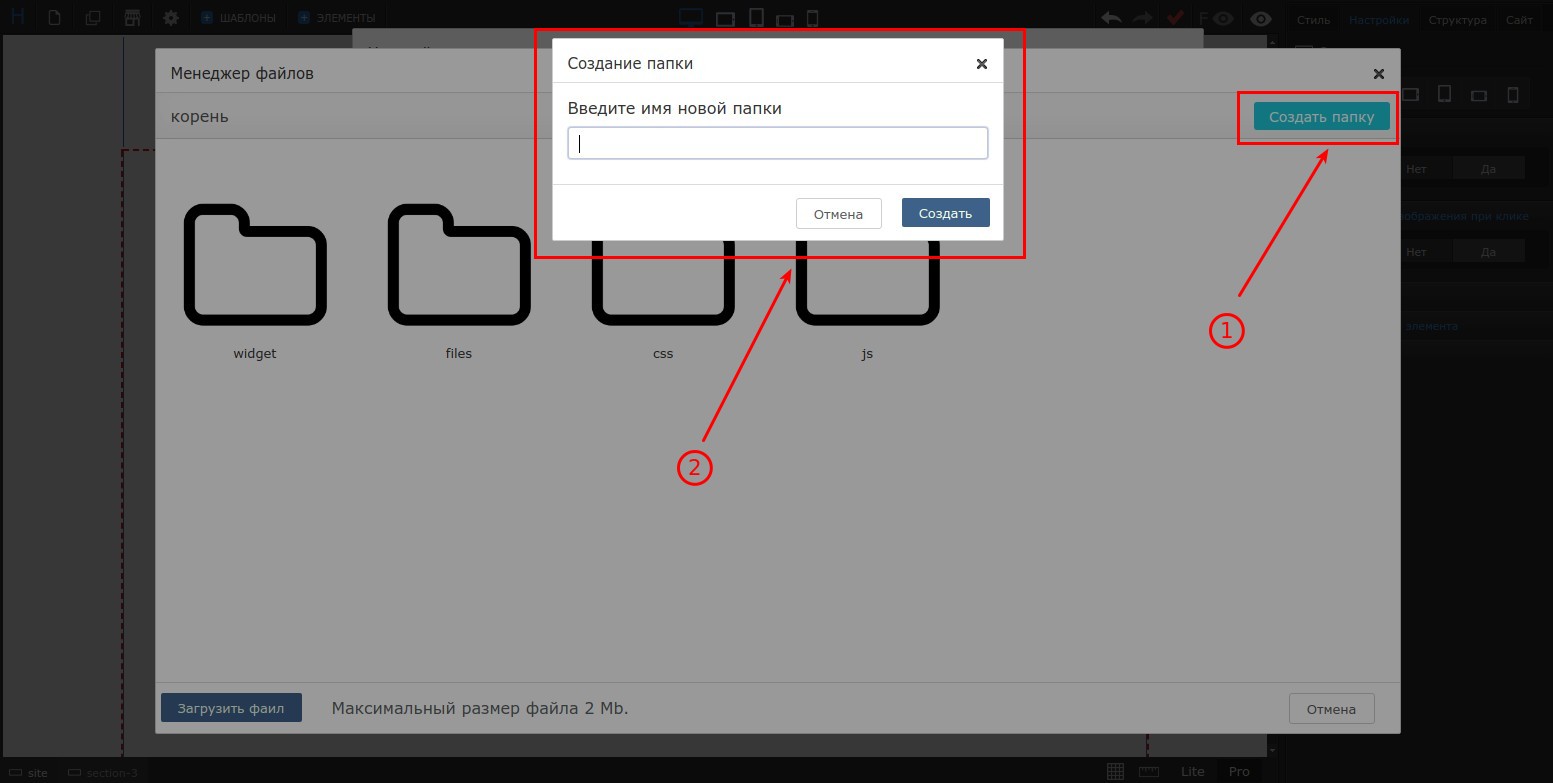 H
ШАБЛОНЫ
ЭЛЕМЕНТЫ
F
Стиль
Настройки
Структура
Сайт
Создание папки
Менеджер файлов
Введите имя новой папки
корень
Создать папку
Отмена
Создать
Нет
Да
при клике
Нет
Да
элемента
widget
files
css
js
1
2
Загрузить фаил
Максимальный размер файла 2 Mb.
Отмена
site
section-3
Lite
Pro